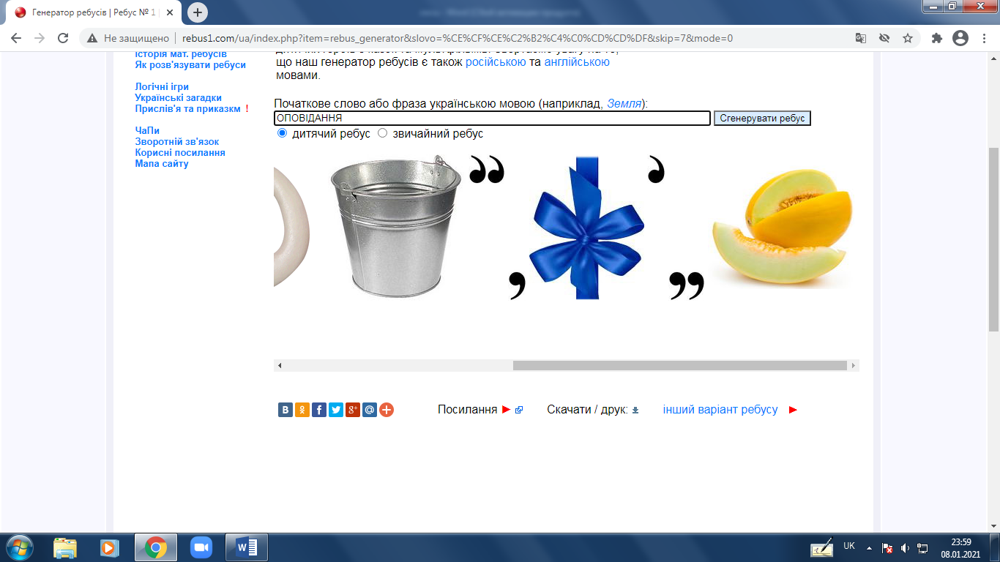 Генератор ребусів | Ребус № 1
Не защищено
rebus1.com/ua/index.php?item=rebus_generator&slovo=%CE%CF%CE%C2%B2%C4%C0%CD%CD%DF&skip=7&mode=0
Історія мат. ребусів
Як розв'язувати ребуси
Логічні ігри
Українські загадки
Прислів'я та приказкм !
ЧаПи
Зворотній зв'язок
Корисні посилання
Мапа сайту
що наш генератор ребусів є також російською та англійською
мовами.
Початкове слово або фраза українською мовою (наприклад, Земля):
ОПОВІДАННЯ
Сгенерувати ребус
дитячий ребус звичайний ребус
,, , , ,,
Посилання
Скачати / друк:
інший варіант ребусу
UK
23:59
08.01.2021